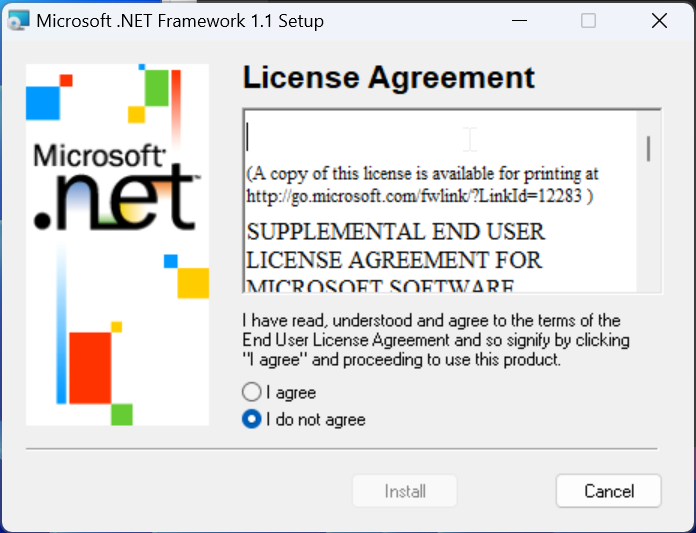 Microsoft .NET Framework 1.1 Setup
License Agreement
Microsoft
.net
(A copy of this license is available for printing at
http://go.microsoft.com/fwlink/?LinkId=12283 )
SUPPLEMENTAL END USER
LICENSE AGREEMENT FOR
MICROSOFT SOFTWARE
I have read, understood and agree to the terms of the
End User License Agreement and so signify by clicking
"I agree" and proceeding to use this product.
I agree
I do not agree
Install
Cancel